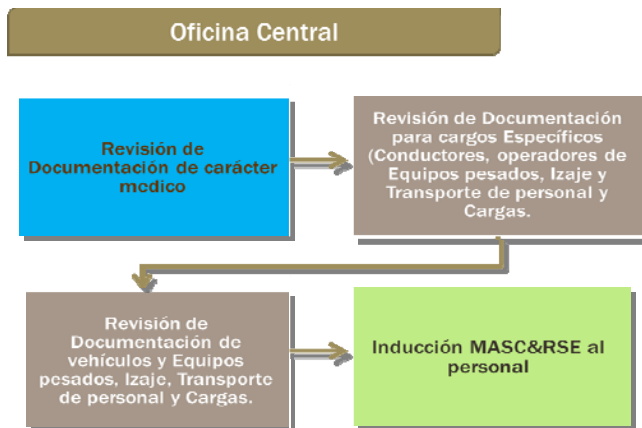 Oficina Central
Revisión de
Documentación de carácter
medico
Revisión de Documentación
para cargos Específicos
(Conductores, operadores de
Equipos pesados, Izaje y
Transporte de personal y
Cargas.
Revisión de
Documentación de
vehículos y Equipos
pesados, Izaje, Transporte
de personal y Cargas.
Inducción MASC&RSE al
personal